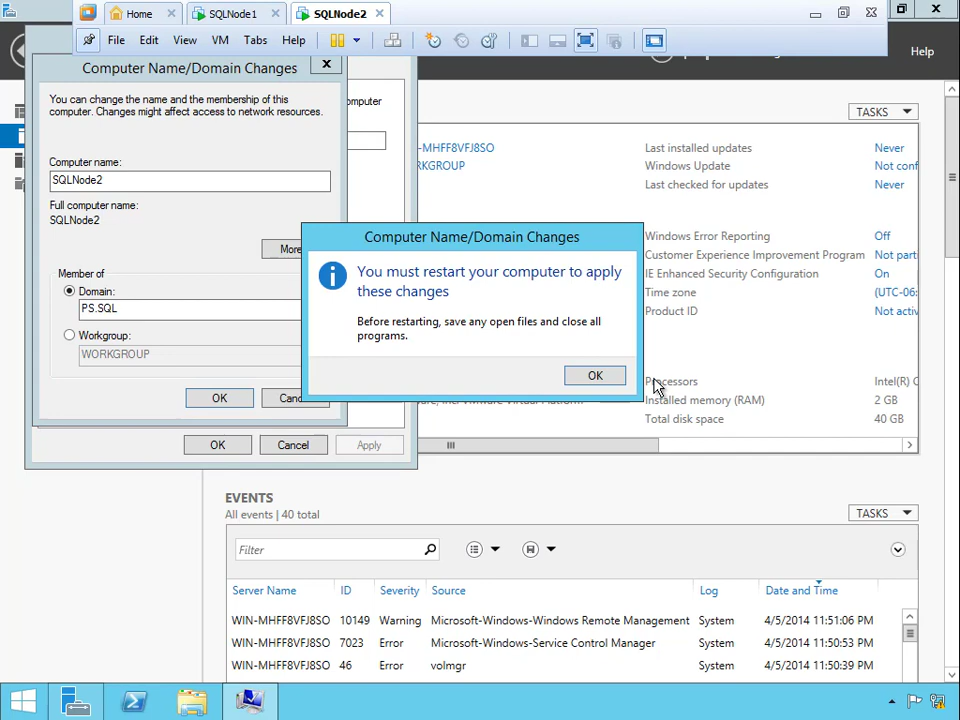 Home
SQLNode1
SQLNode2
File Edit View VM Tabs Help
Help
Computer Name/Domain Changes
You can change the name and the membership of this
computer. Changes might affect access to network resources.
Computer name:
SQLNode2
Full computer name:
SQLNode2
More
Member of
Domain:
PS.SQL
Workgroup:
WORKGROUP
OK
OK Cancel Apply
Computer Name/Domain Changes
You must restart your computer to apply
these changes
Before restarting, save any open files and close all
programs.
OK
TASKS
-MHFF8VFJ8SO
Last installed updates Never
Windows Update
Last checked for updates Never
Windows Error Reporting Off
Customer Experience Improvement Program
IE Enhanced Security Configuration On
Time zone (UTC-06:
Product ID
Processors Intel(R) C
Installed memory (RAM) 2 GB
Total disk space 40 GB
EVENTS
All events | 40 total
TASKS
Filter
Server Name ID Severity Source Log Date and Time
WIN-MHFF8VFJ8SO 10149 Warning Microsoft-Windows-Windows Remote Management System 4/5/2014 11:51:06 PM
WIN-MHFF8VFJ8SO 7023 Error Microsoft-Windows-Service Control Manager System 4/5/2014 11:50:53 PM
WIN-MHFF8VFJ8SO 46 Error volmgr System 4/5/2014 11:50:39 PM